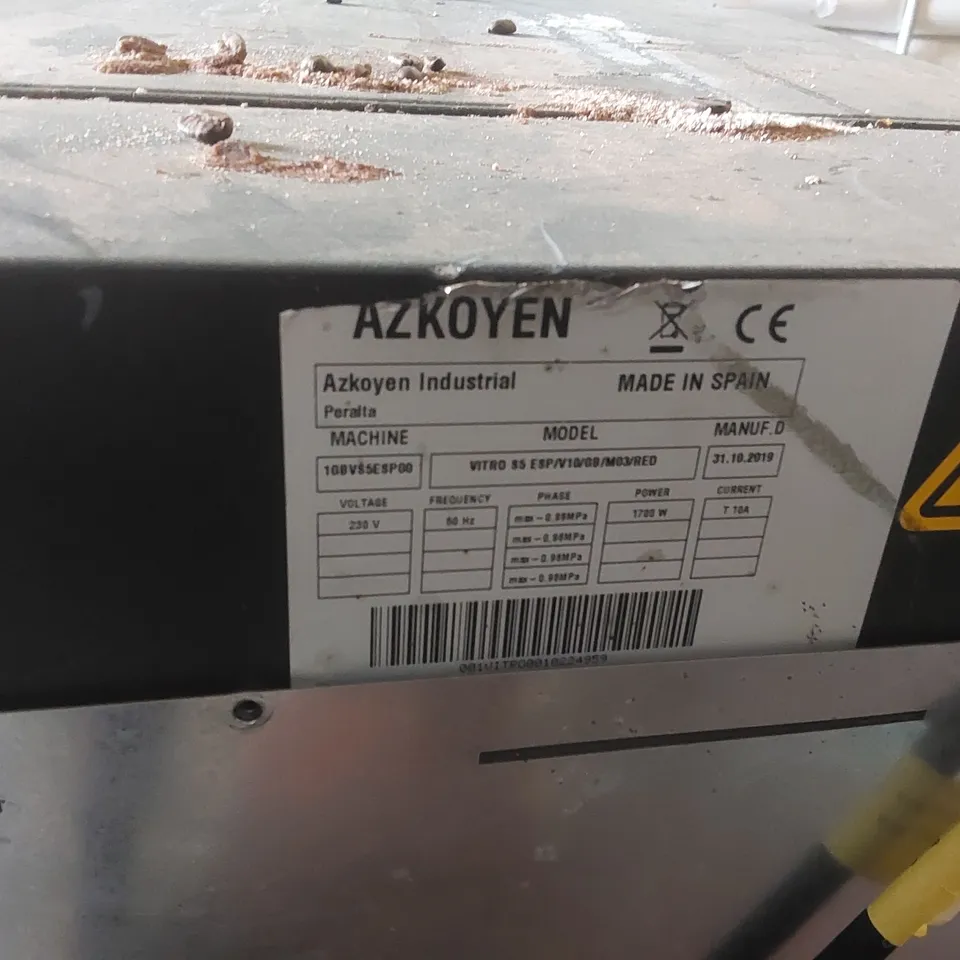 AZKOYEN
CE
Azkoyen Industrial MADE IN SPAIN
Peralta
MACHINE MODEL MANUF.D
VITRO S5 ESP/V10/GB/M03/RED 31.10.2019
VOLTAGE FREQUENCY PHASE POWER CURRENT
230 V 50 Hz max - 0.98MPa 1700 W T 10A
max - 0.98MPa
max - 0.98MPa
max - 0.98MPa